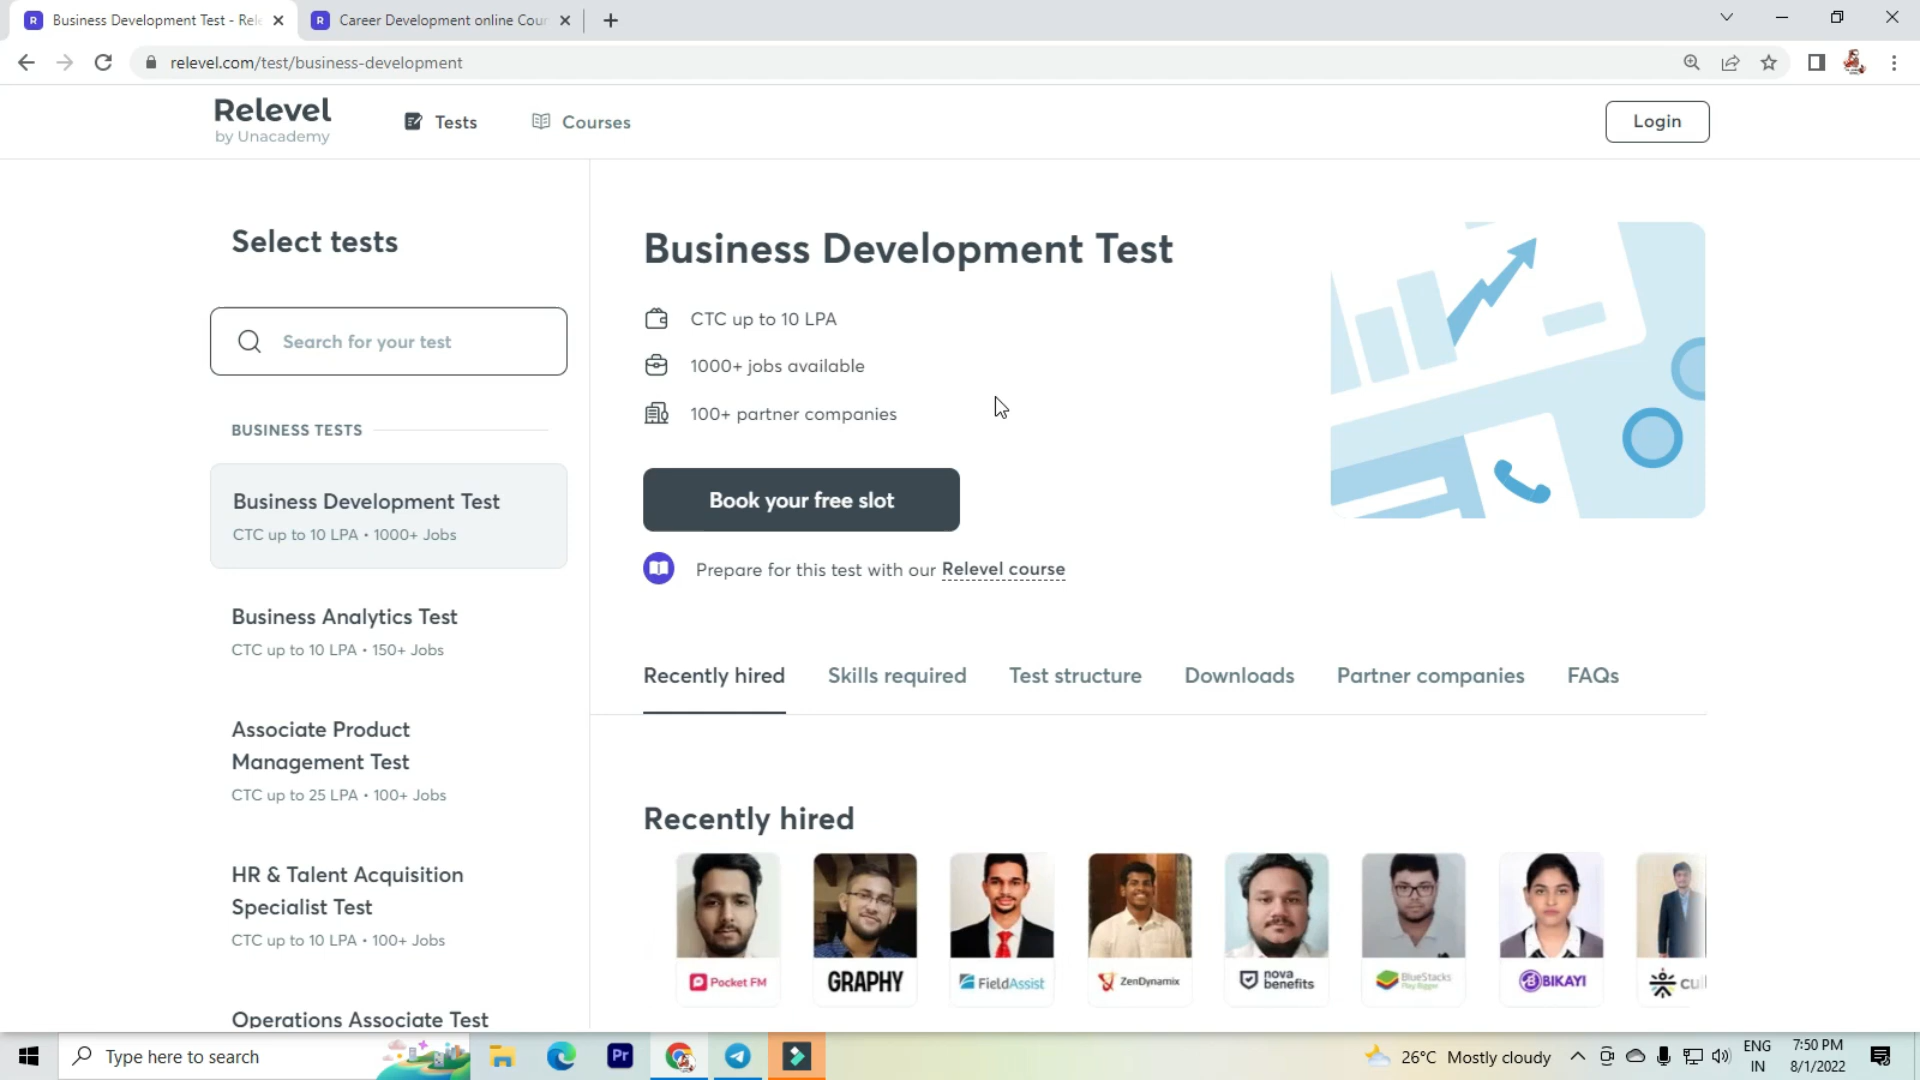 Business Development Test - Rele
Career Development online Cour
relevel.com/test/business-development
Relevel
by Unacademy
Tests
Courses
Login
Select tests
Search for your test
BUSINESS TESTS
Business Development Test
CTC up to 10 LPA • 1000+ Jobs
Business Analytics Test
CTC up to 10 LPA • 150+ Jobs
Associate Product
Management Test
CTC up to 25 LPA • 100+ Jobs
HR & Talent Acquisition
Specialist Test
CTC up to 10 LPA • 100+ Jobs
Operations Associate Test
Business Development Test
CTC up to 10 LPA
1000+ jobs available
100+ partner companies
Book your free slot
Prepare for this test with our Relevel course
Recently hired
Skills required
Test structure
Downloads
Partner companies
FAQs
Recently hired
Pocket FM
GRAPHY
FieldAssist
ZenDynamix
nova
benefits
BlueStacks
Play Bigger
BIKAYI
cul
Type here to search
Pr
26°C Mostly cloudy
ENG
IN
7:50 PM
8/1/2022